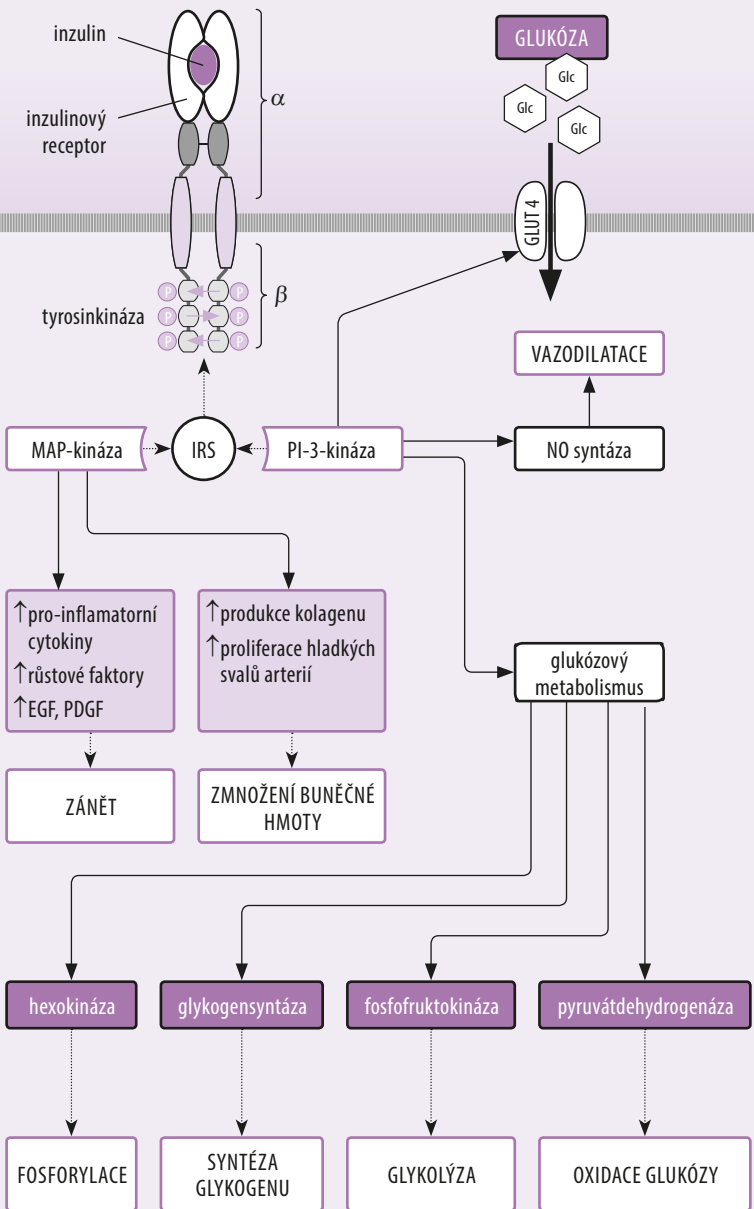 inzulin
inzulinový
receptor
α
GLUKÓZA
Glc
Glc
Glc
GLUT 4
β
tyrosinkináza
P
P
P
P
P
P
VAZODILATACE
MAP-kináza
IRS
PI-3-kináza
NO syntáza
↑pro-inflamatorní
cytokiny
↑růstové faktory
↑EGF, PDGF
↑produkce kolagenu
↑proliferace hladkých
svalů arterií
glukózový
metabolismus
ZÁNĚT
ZMNOŽENÍ BUNĚČNÉ
HMOTY
hexokináza
glykogensyntáza
fosfofruktokináza
pyruvátdehydrogenáza
FOSFORYLACE
SYNTÉZA
GLYKOGENU
GLYKOLÝZA
OXIDACE GLUKÓZY